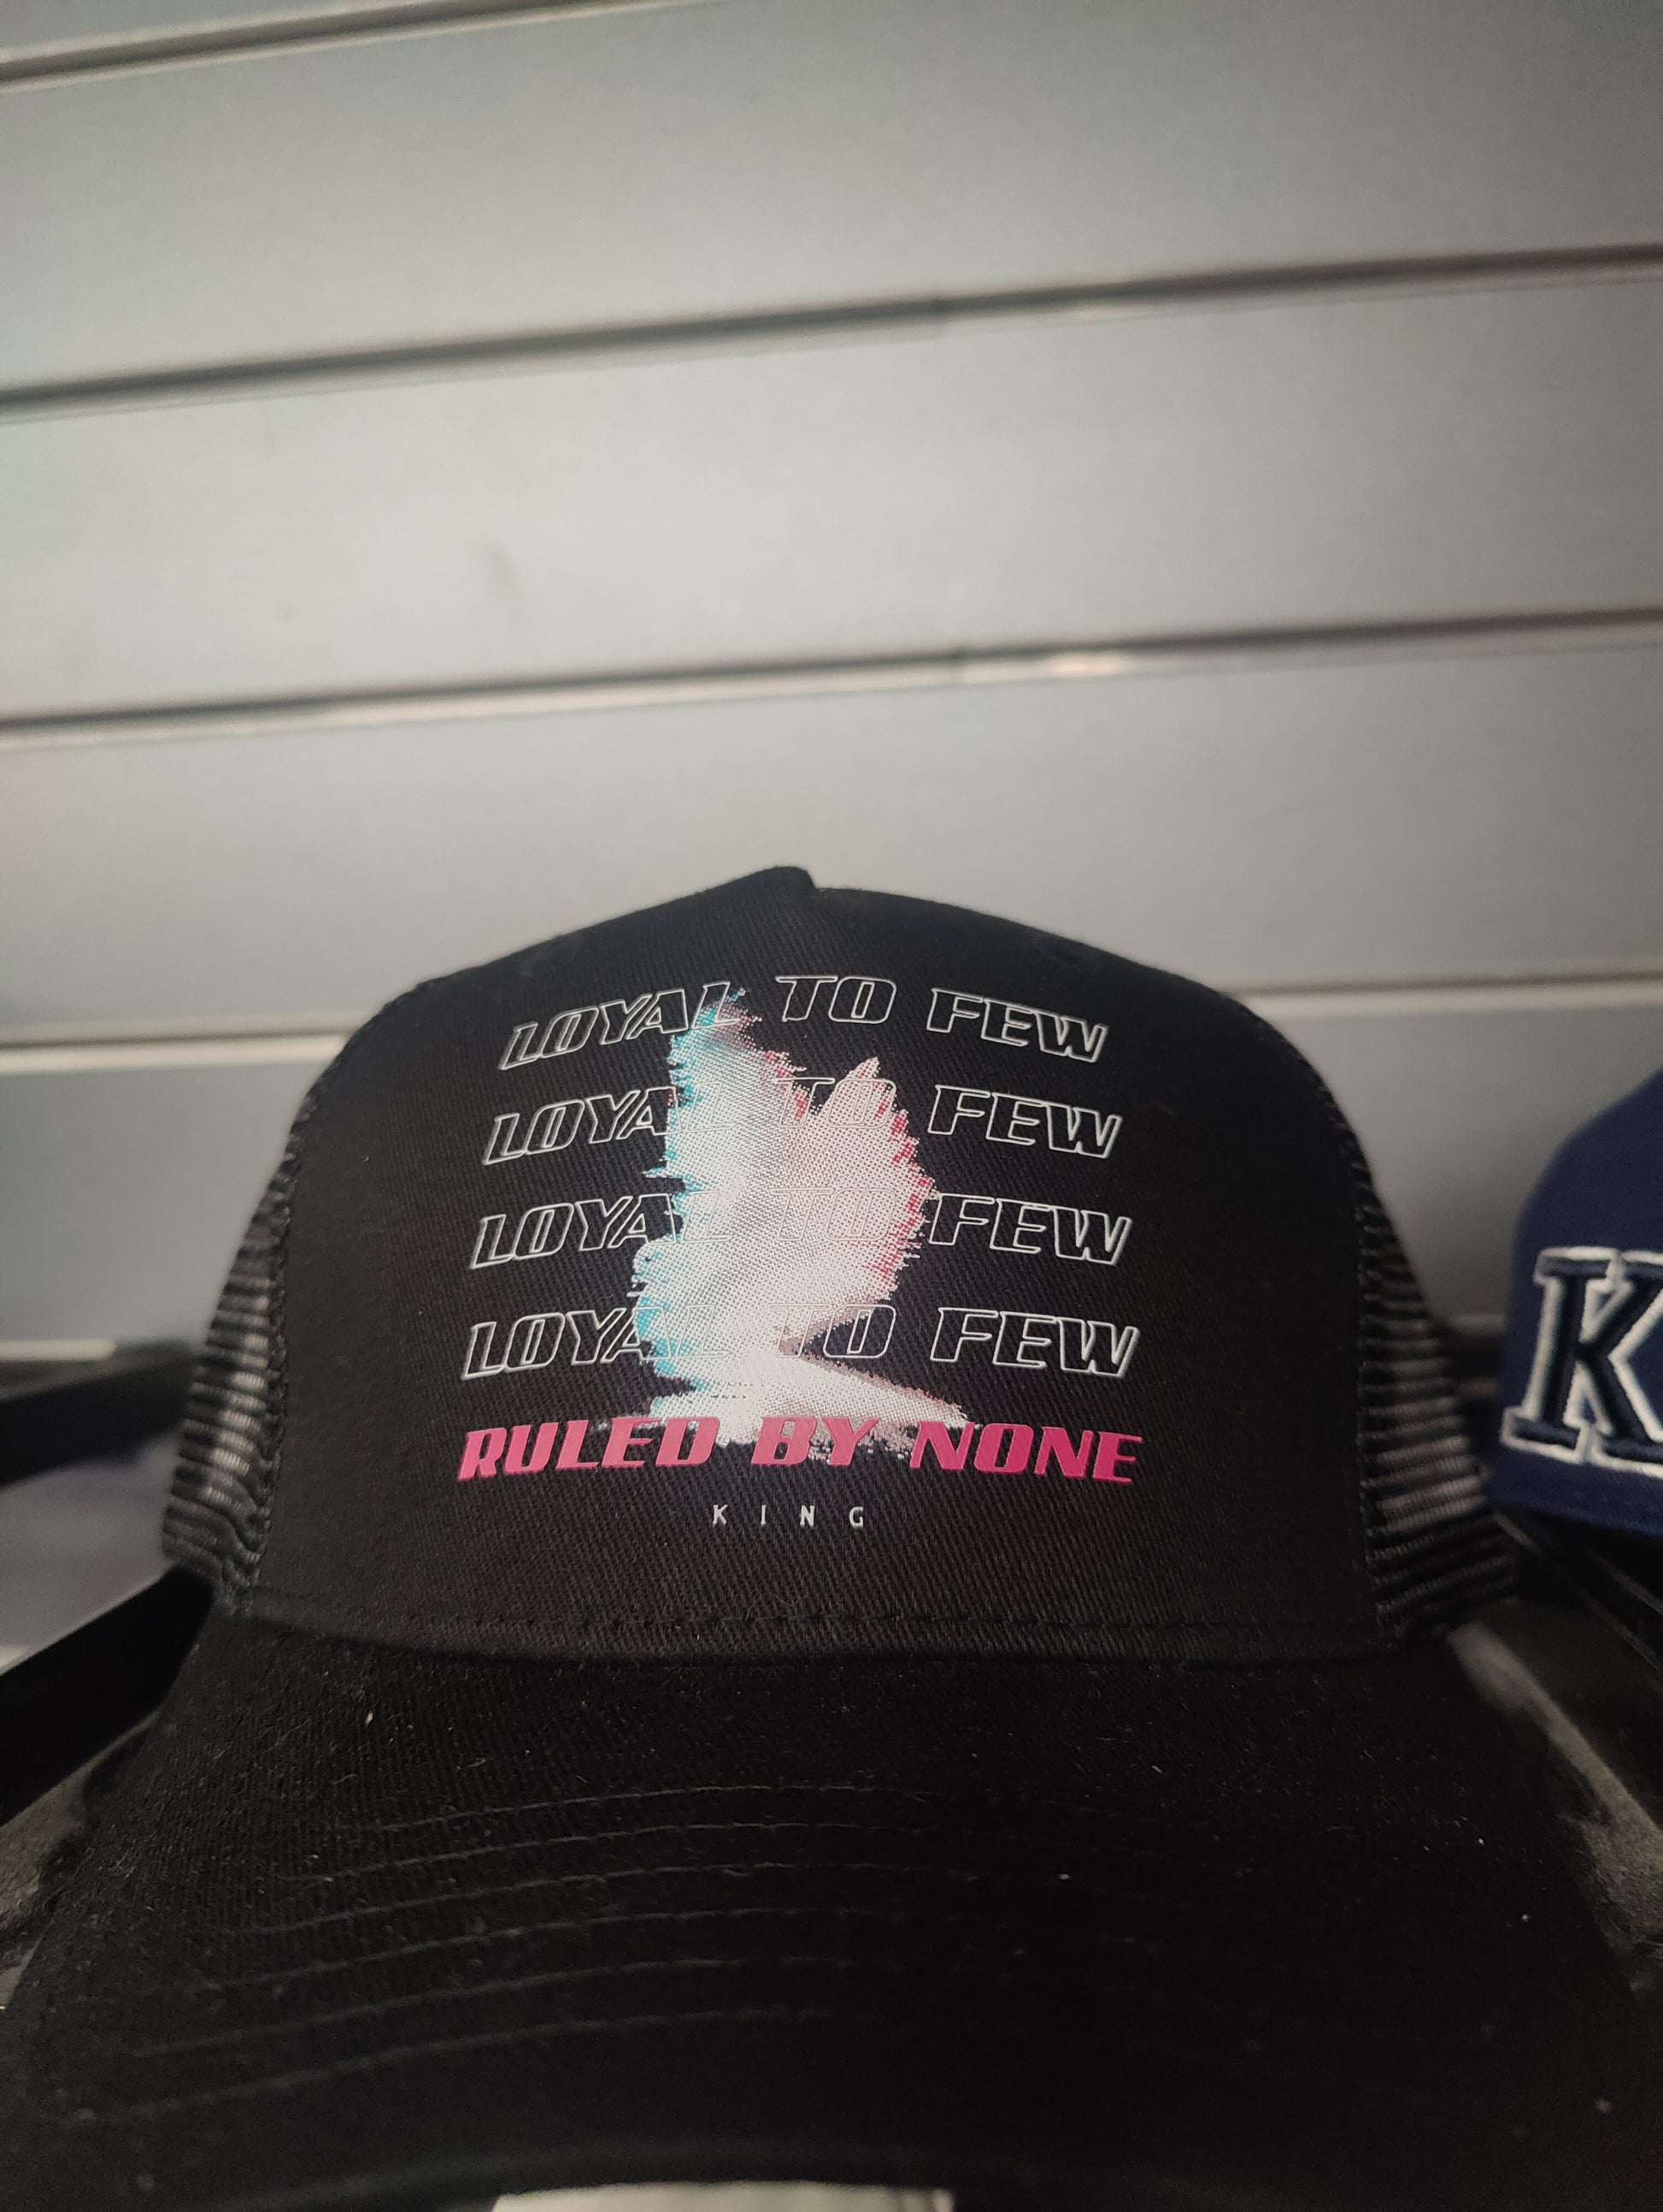 LOYAL TO FEW
LOYAL TO FEW
LOYAL TO FEW
LOYAL TO FEW
RULED BY NONE
KING
K